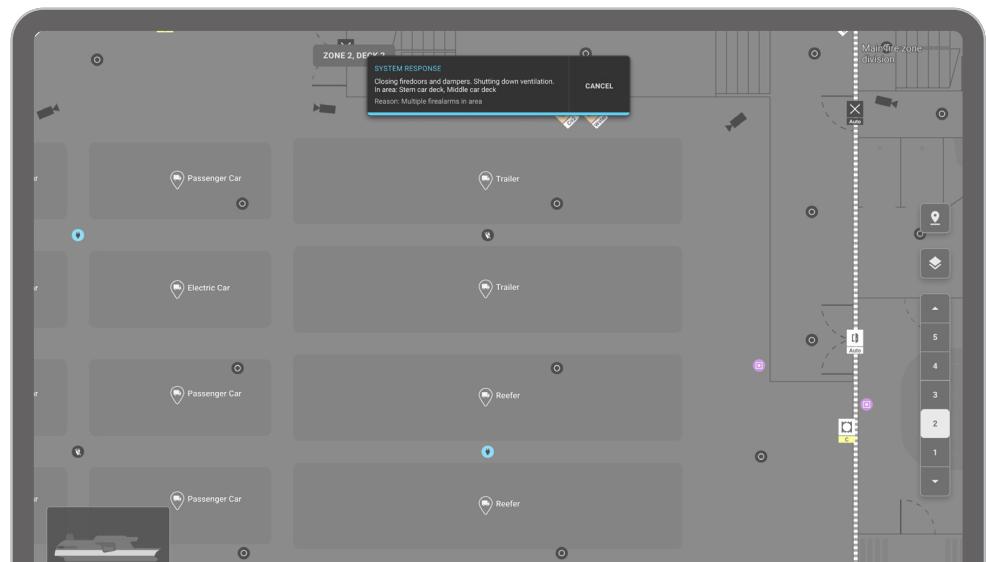 ZONE 2, DECK 2
SYSTEM RESPONSE
Closing firedoors and dampers. Shutting down ventilation.
In area: Stern car deck, Middle car deck
Reason: Multiple firealarms in area
CANCEL
Main fire zone
division
Auto
Passenger Car
Trailer
Electric Car
Trailer
Auto
Passenger Car
Reefer
C
Passenger Car
Reefer
5
4
3
2
1